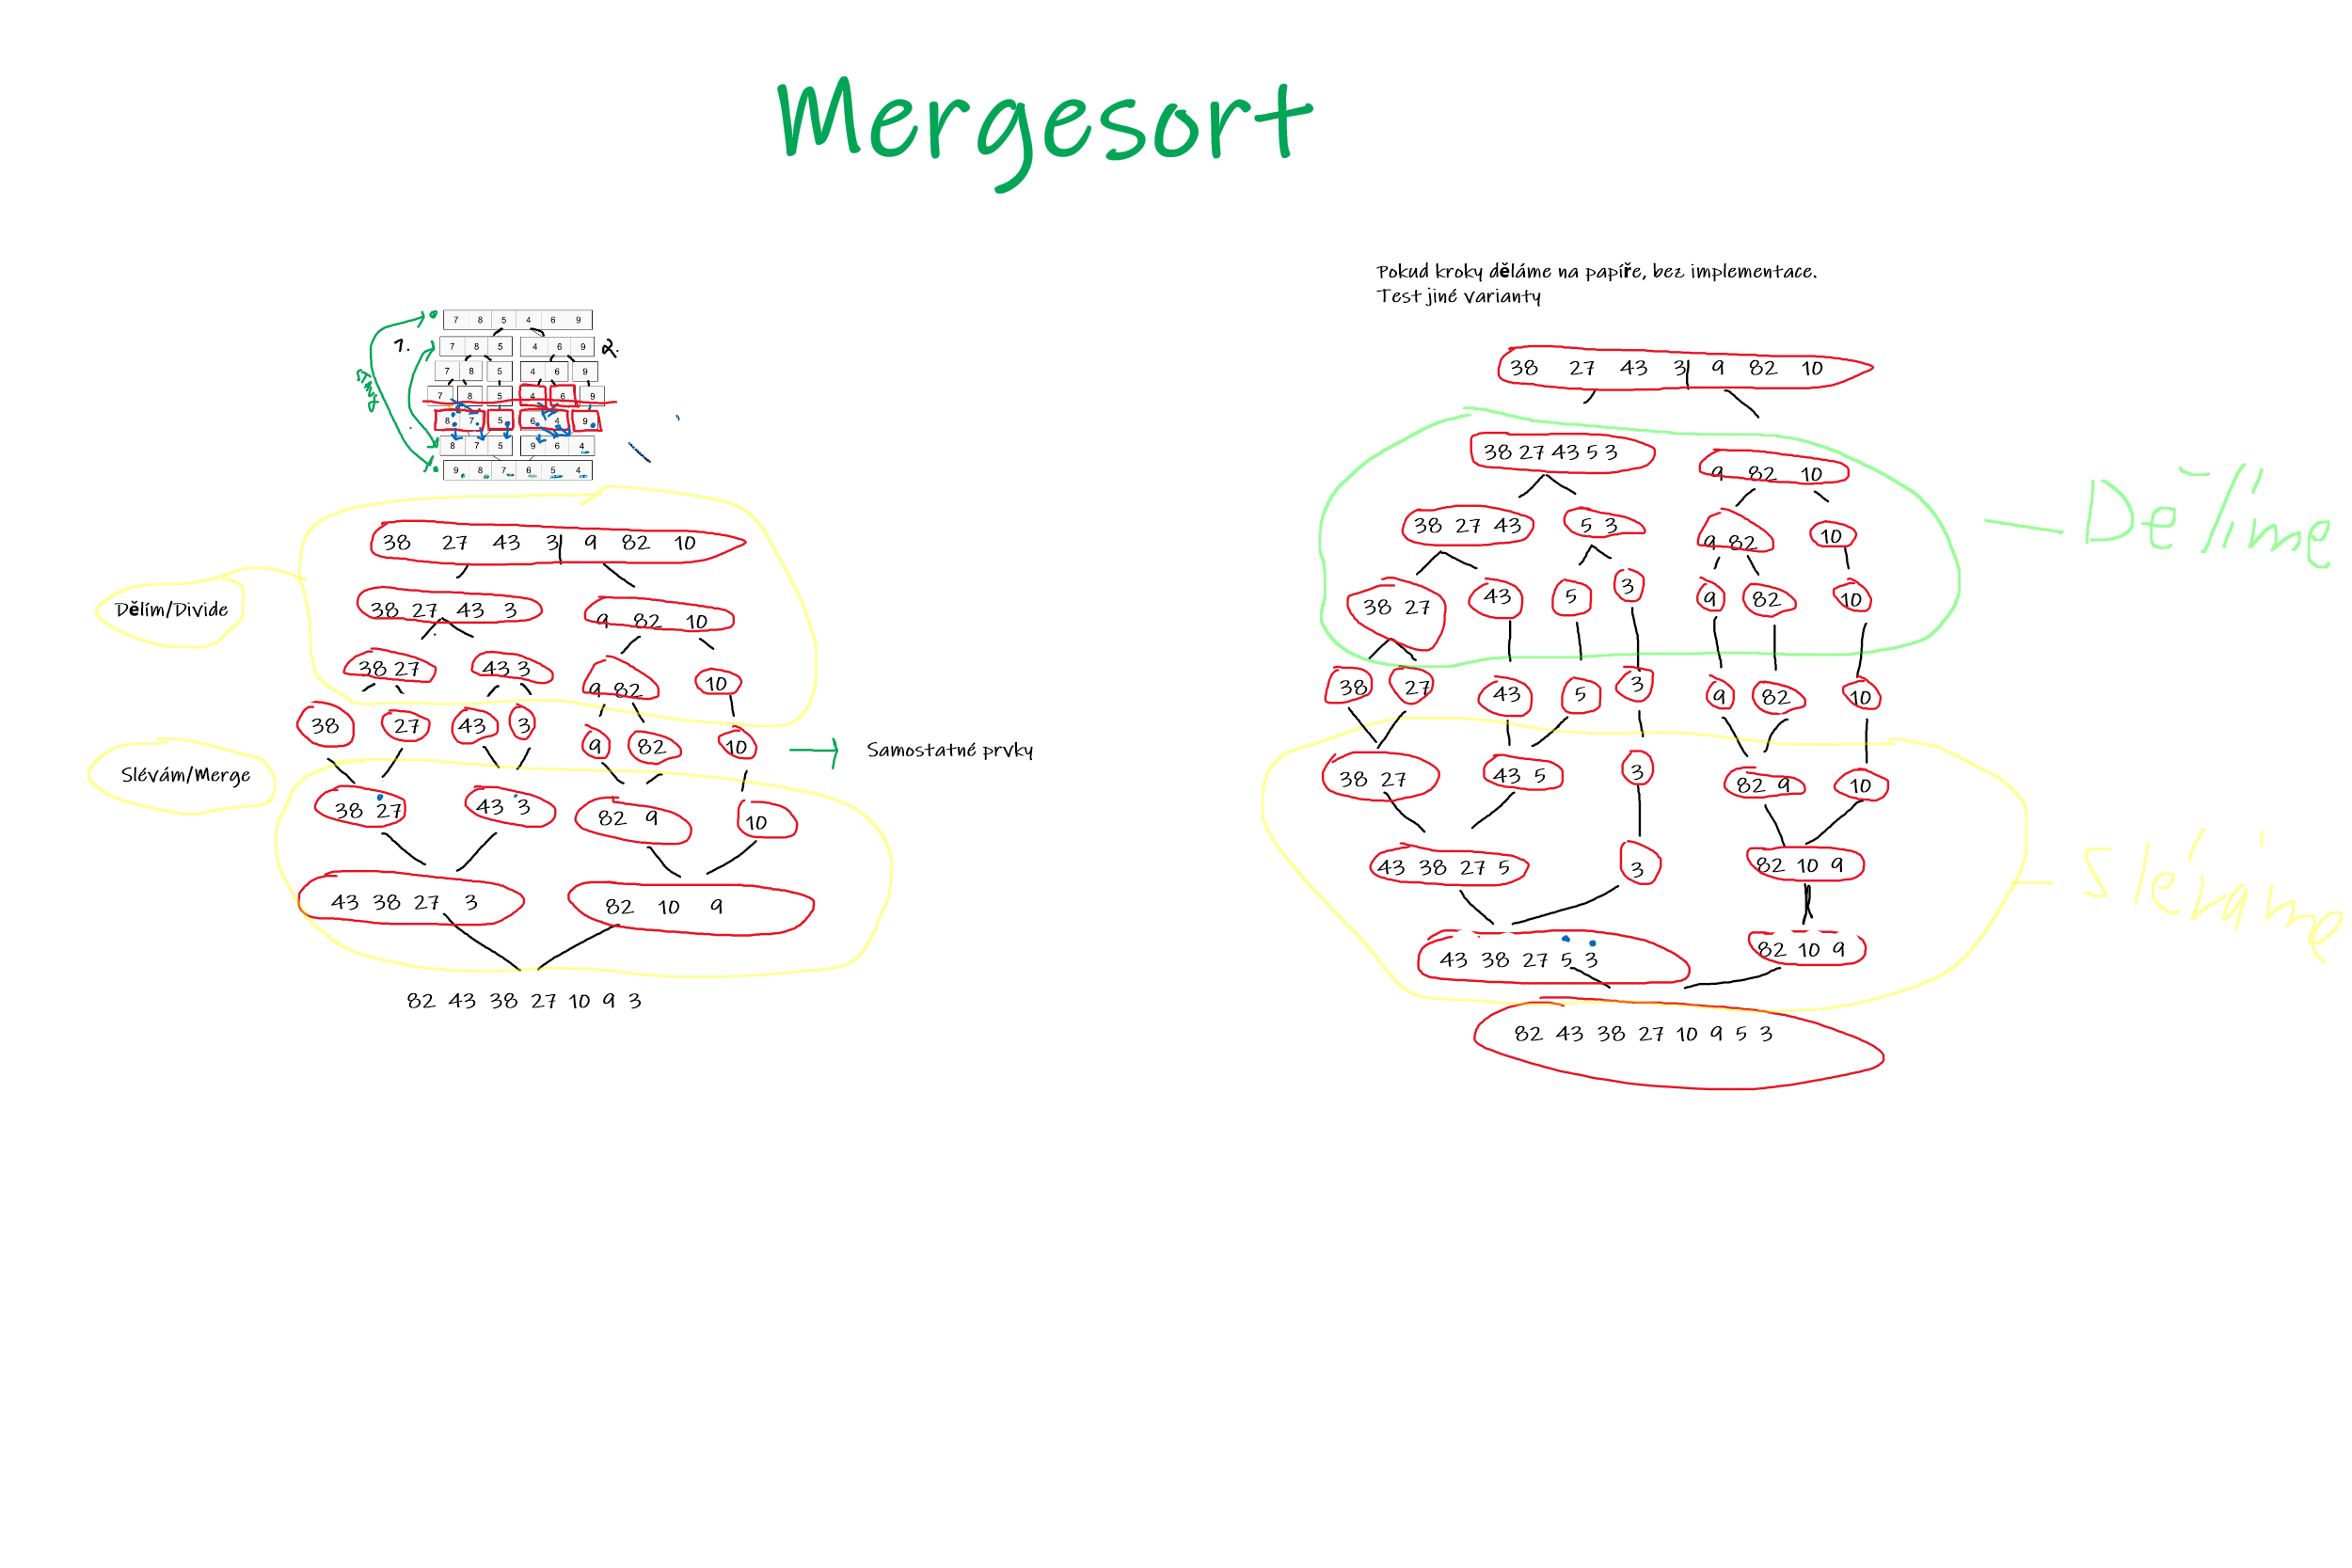 Mergesort
7 8 5 4 6 9
1. 7 8 5 4 6 9 2.
7 8 5 4 6 9
7 8 5 4 6 9
8 7 5 6 4 9
8 7 5 9 6 4
9 8 7 6 5 4
38 27 43 3 9 82 10
Dělím/Divide
38 27 43 3 9 82 10
38 27 43 3 9 82 10
38 27 43 3 9 82 10
Samostatné prvky
Slévám/Merge
38 27 43 3 82 9 10
43 38 27 3 82 10 9
82 43 38 27 10 9 3
Pokud kroky děláme na papíře, bez implementace.
Test jiné varianty
38 27 43 3 9 82 10
38 27 43 5 3 9 82 10
Dělíme
38 27 43 5 3 9 82 10
38 27 43 5 3 9 82 10
38 27 43 5 3 9 82 10
38 27 43 5 3 82 9 10
43 38 27 5 3 82 10 9
Sléváme
43 38 27 5 3 82 10 9
82 43 38 27 10 9 5 3